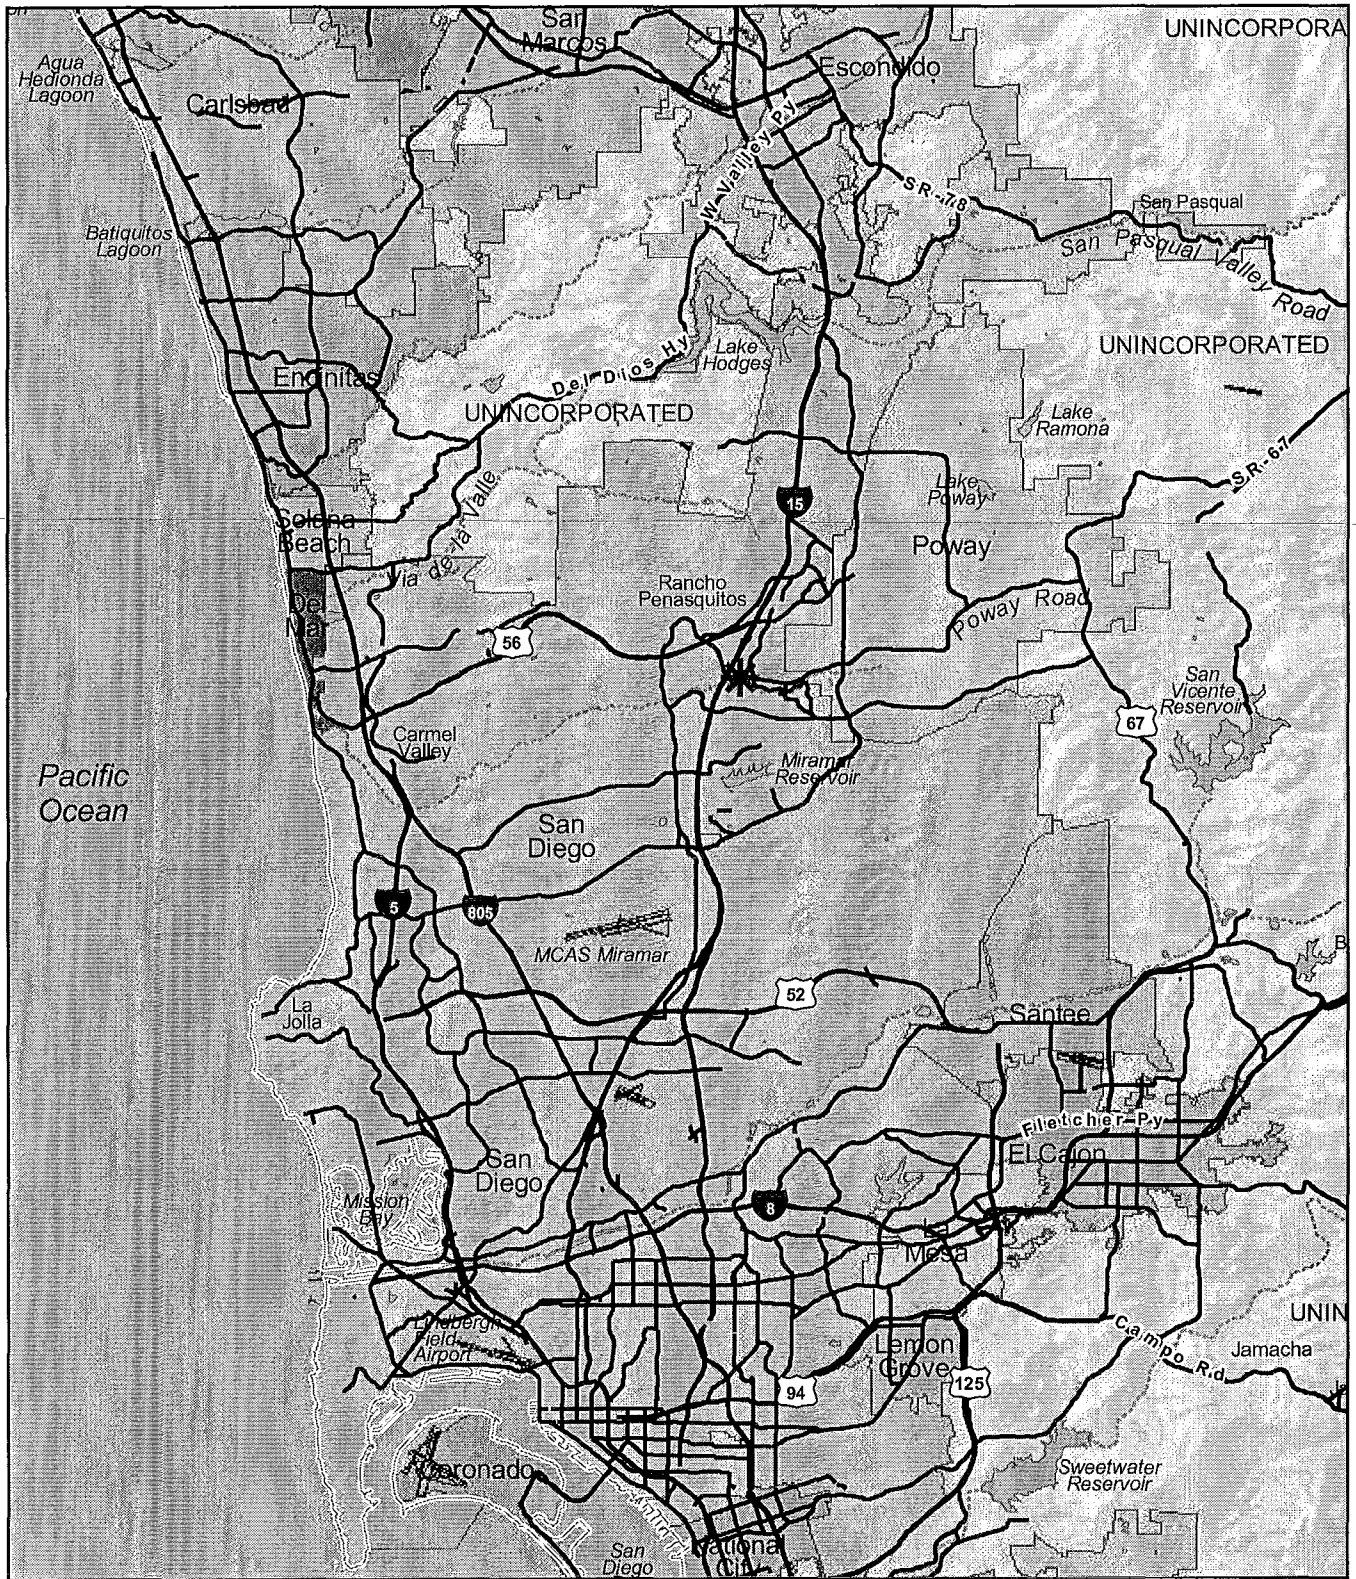 on
San
Marcos
UNINCORPORA
Agua
Hedionda
Lagoon
Escondido
Carlsbad
W Valley Py
SR-78
San Pasqual
San Pasqual Valley Road
Batiquitos
Lagoon
UNINCORPORATED
Lake
Hodges
Encinitas
Del Dios Hy
UNINCORPORATED
Lake
Ramona
SR-67
Lake
Poway
15
Solana
Beach
Via de la Valle
Poway
Rancho
Penasquitos
Del
Mar
56
Poway Road
San
Vicente
Reservoir
67
Carmel
Valley
Miramar
Reservoir
Pacific
Ocean
San
Diego
5
805
MCAS Miramar
B
52
La
Jolla
Santee
Fletcher Py
El Cajon
San
Diego
Mission
Bay
8
La
Mesa
UNIN
Lindbergh
Field
Airport
Lemon
Grove
Campo Rd
Jamacha
94
125
Coronado
Sweetwater
Reservoir
San
Diego
National
City